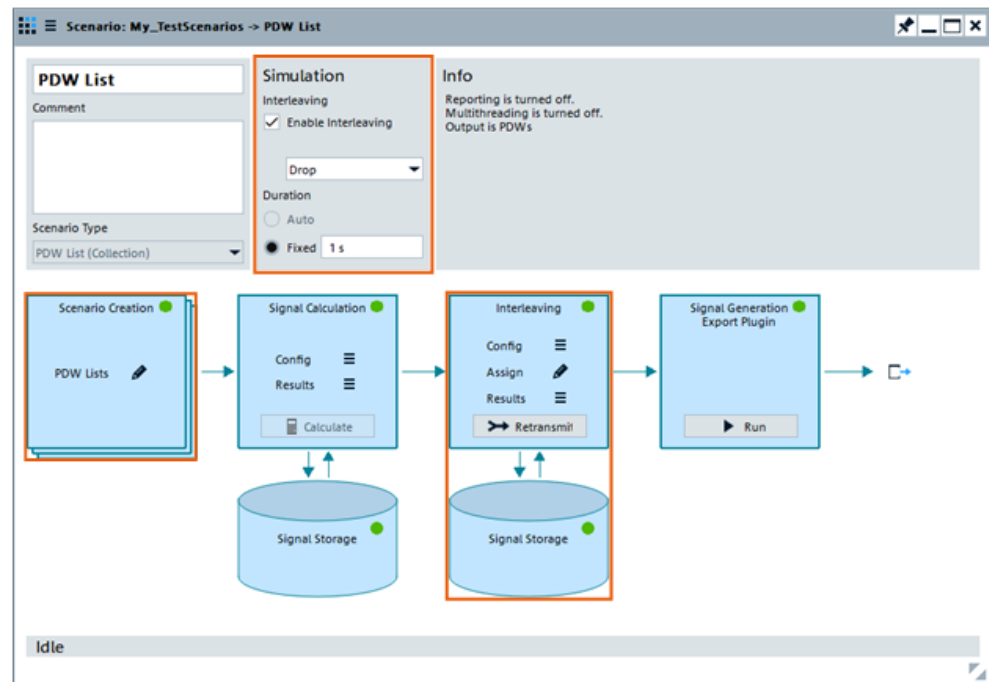 Scenario: My_TestScenarios -> PDW List
PDW List
Comment
Scenario Type
PDW List (Collection)
Simulation
Interleaving
Enable Interleaving
Drop
Duration
Auto
Fixed 1 s
Info
Reporting is turned off.
Multithreading is turned off.
Output is PDWs
Scenario Creation
PDW Lists
Signal Calculation
Config
Results
Calculate
Signal Storage
Interleaving
Config
Assign
Results
Retransmit
Signal Storage
Signal Generation
Export Plugin
Run
Idle